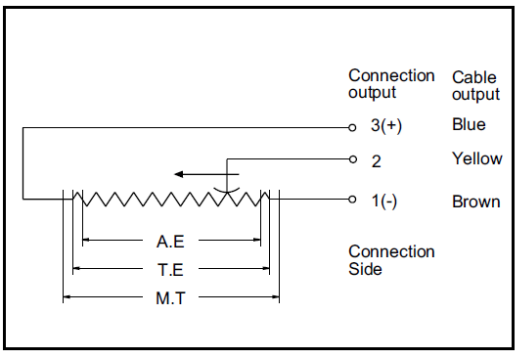 Connection Cable
output output
3(+) Blue
2 Yellow
1(-) Brown
A.E
T.E
M.T
Connection
Side